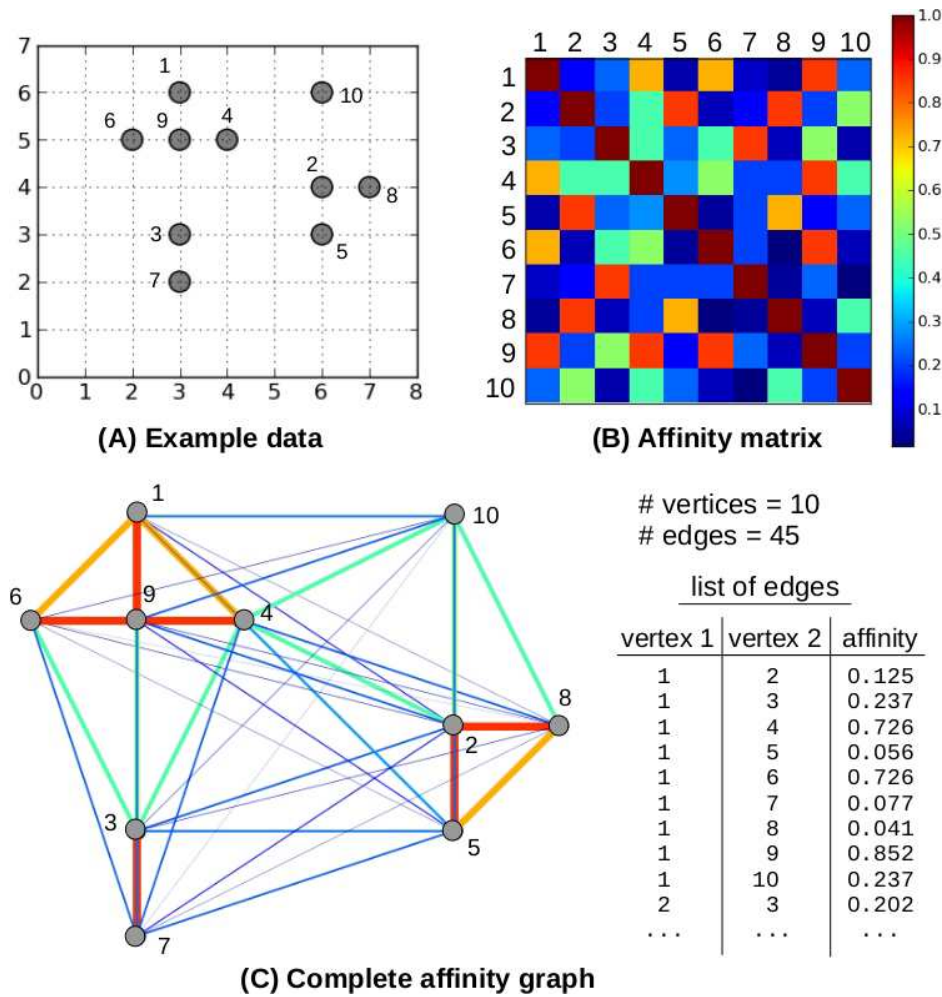 7
6
5
4
3
2
1
0
0 1 2 3 4 5 6 7 8
1
10
6 9 4
2
8
3
5
7
(A) Example data
1 2 3 4 5 6 7 8 9 10
1
2
3
4
5
6
7
8
9
10
(B) Affinity matrix
1.0
0.9
0.8
0.7
0.6
0.5
0.4
0.3
0.2
0.1
1
10
6 9 4
8
2
3
5
7
(C) Complete affinity graph
# vertices = 10
# edges = 45
list of edges
vertex 1 vertex 2 affinity
1 2 0.125
1 3 0.237
1 4 0.726
1 5 0.056
1 6 0.726
1 7 0.077
1 8 0.041
1 9 0.852
1 10 0.237
2 3 0.202
... ... ...